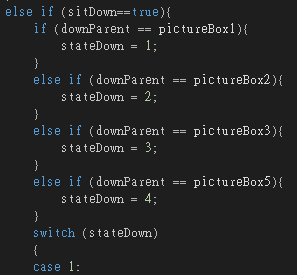 else if (sitDown==true){
if (downParent == pictureBox1){
stateDown = 1;
}
else if (downParent == pictureBox2){
stateDown = 2;
}
else if (downParent == pictureBox3){
stateDown = 3;
}
else if (downParent == pictureBox5){
stateDown = 4;
}
switch (stateDown)
{
case 1: